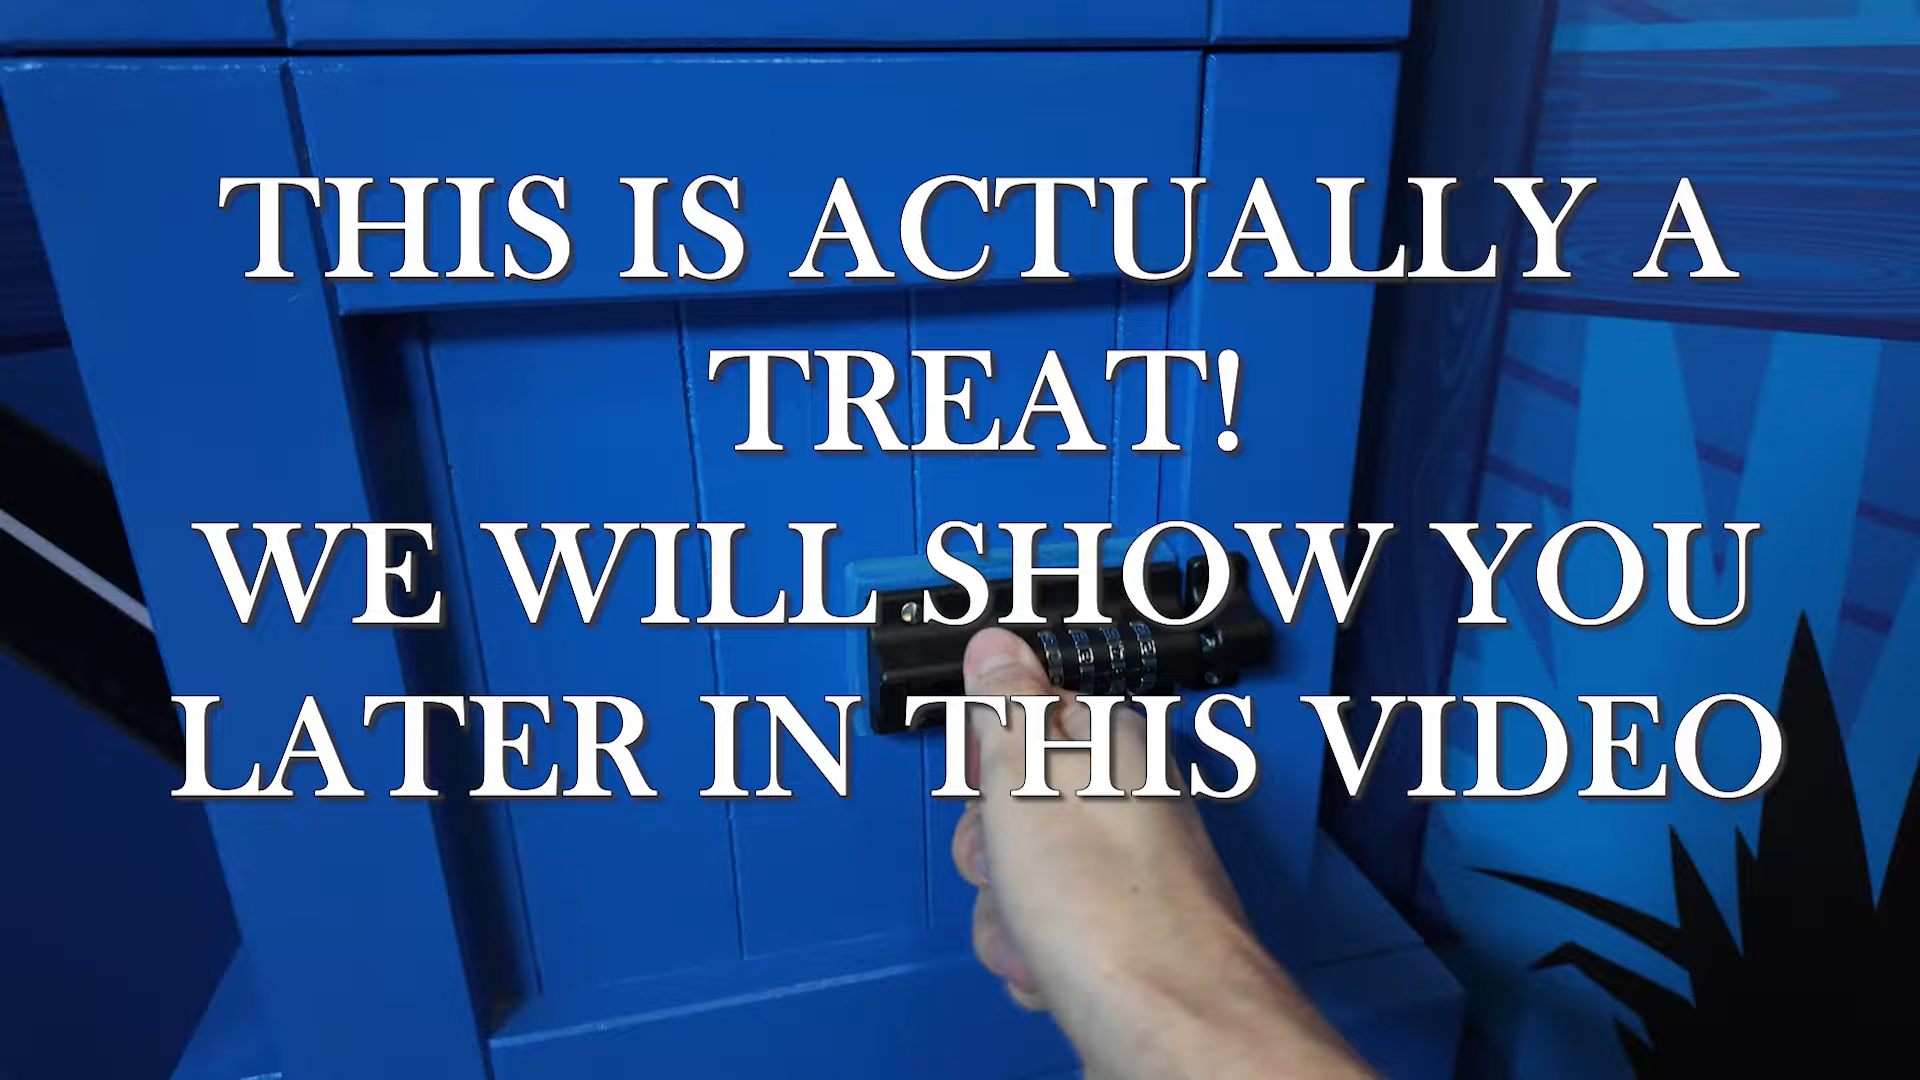 THIS IS ACTUALLY A
TREAT!
WE WILL SHOW YOU
LATER IN THIS VIDEO